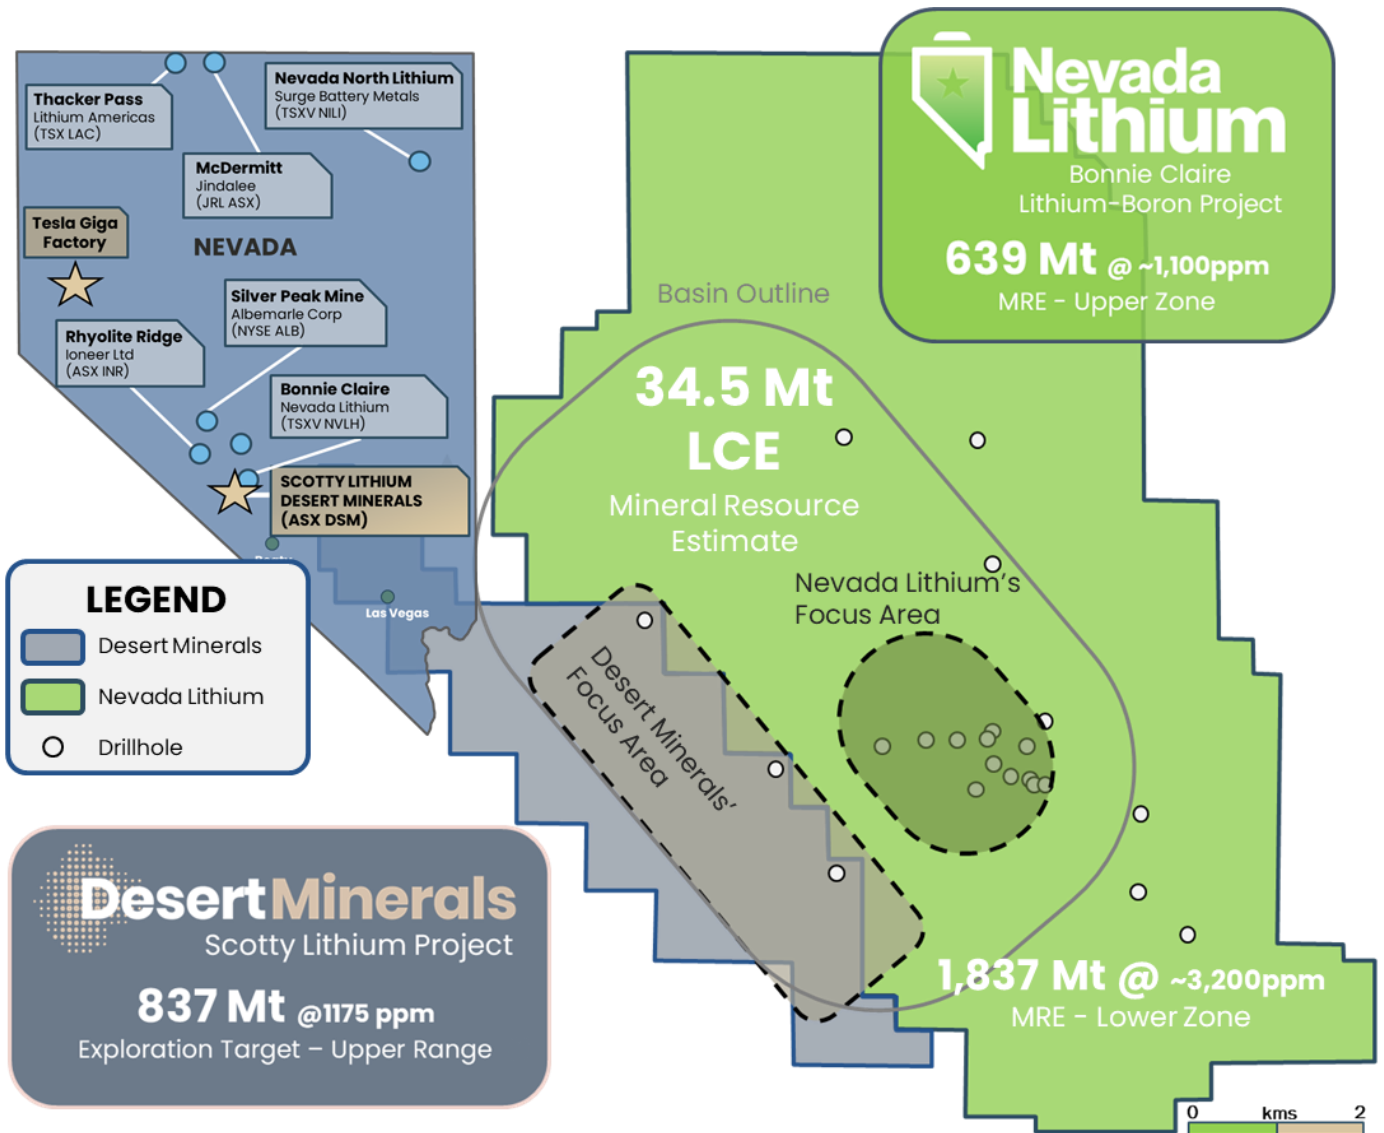 Thacker Pass
Lithium Americas
(TSX LAC)
Nevada North Lithium
Surge Battery Metals
(TSXV NILI)
McDermitt
Jindalee
(JRL ASX)
Tesla Giga
Factory
NEVADA
Silver Peak Mine
Albemarle Corp
(NYSE ALB)
Rhyolite Ridge
Ioneer Ltd
(ASX INR)
Bonnie Claire
Nevada Lithium
(TSXV NVLH)
SCOTTY LITHIUM
DESERT MINERALS
(ASX DSM)
Las Vegas
LEGEND
Desert Minerals
Nevada Lithium
Drillhole
Desert Minerals
Scotty Lithium Project
837 Mt @1175 ppm
Exploration Target – Upper Range
Nevada
Lithium
Bonnie Claire
Lithium-Boron Project
639 Mt @ ~1,100ppm
MRE - Upper Zone
Basin Outline
34.5 Mt
LCE
Mineral Resource
Estimate
Nevada Lithium's
Focus Area
Desert Minerals'
Focus Area
1,837 Mt @ ~3,200ppm
MRE - Lower Zone
0 kms 2